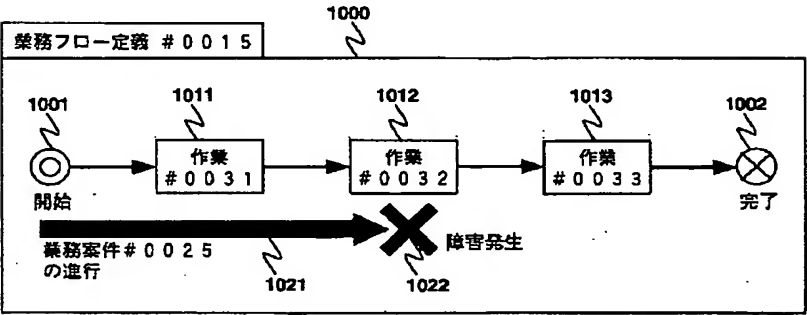 1000
業務フロー定義 #0015
1001
1011
1012
1013
1002
作業
#0031
作業
#0032
作業
#0033
開始
完了
業務案件#0025
の進行
障害発生
1021
1022